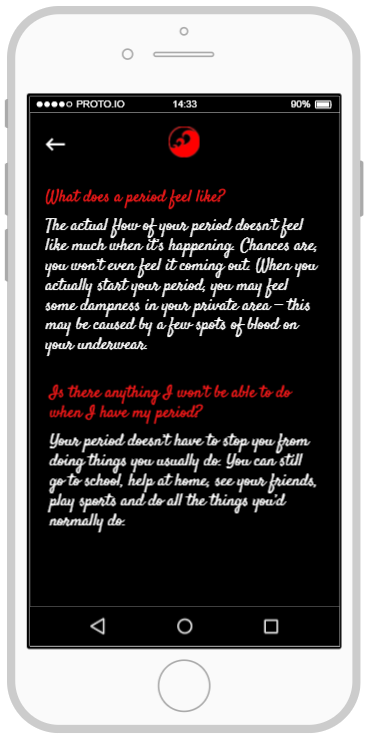 PROTO.IO 14:33 90%
What does a period feel like?
The actual flow of your period doesn't feel
like much when it's happening. Chances are,
you won't even feel it coming out. When you
actually start your period, you may feel
some dampness in your private area — this
may be caused by a few spots of blood on
your underwear.
Is there anything I won't be able to do
when I have my period?
Your period doesn't have to stop you from
doing things you usually do. You can still
go to school, help at home, see your friends,
play sports and do all the things you'd
normally do.